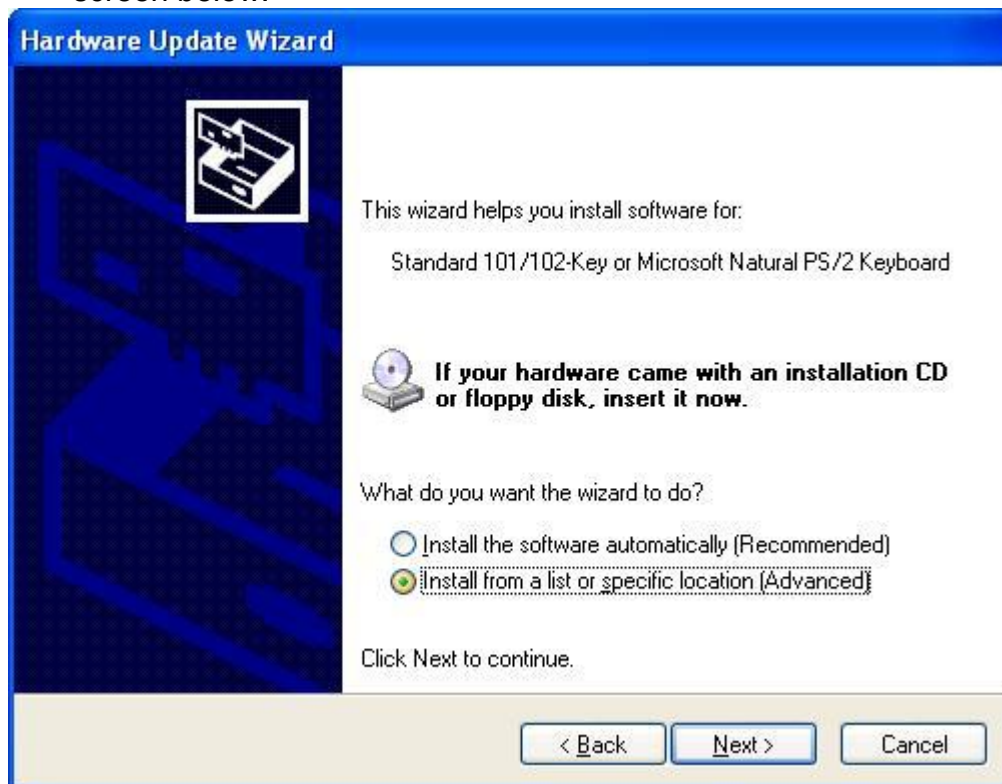 screen below.
Hardware Update Wizard
This wizard helps you install software for:
Standard 101/102-Key or Microsoft Natural PS/2 Keyboard
If your hardware came with an installation CD
or floppy disk, insert it now.
What do you want the wizard to do?
Install the software automatically (Recommended)
Install from a list or specific location (Advanced)
Click Next to continue.
< Back Next > Cancel